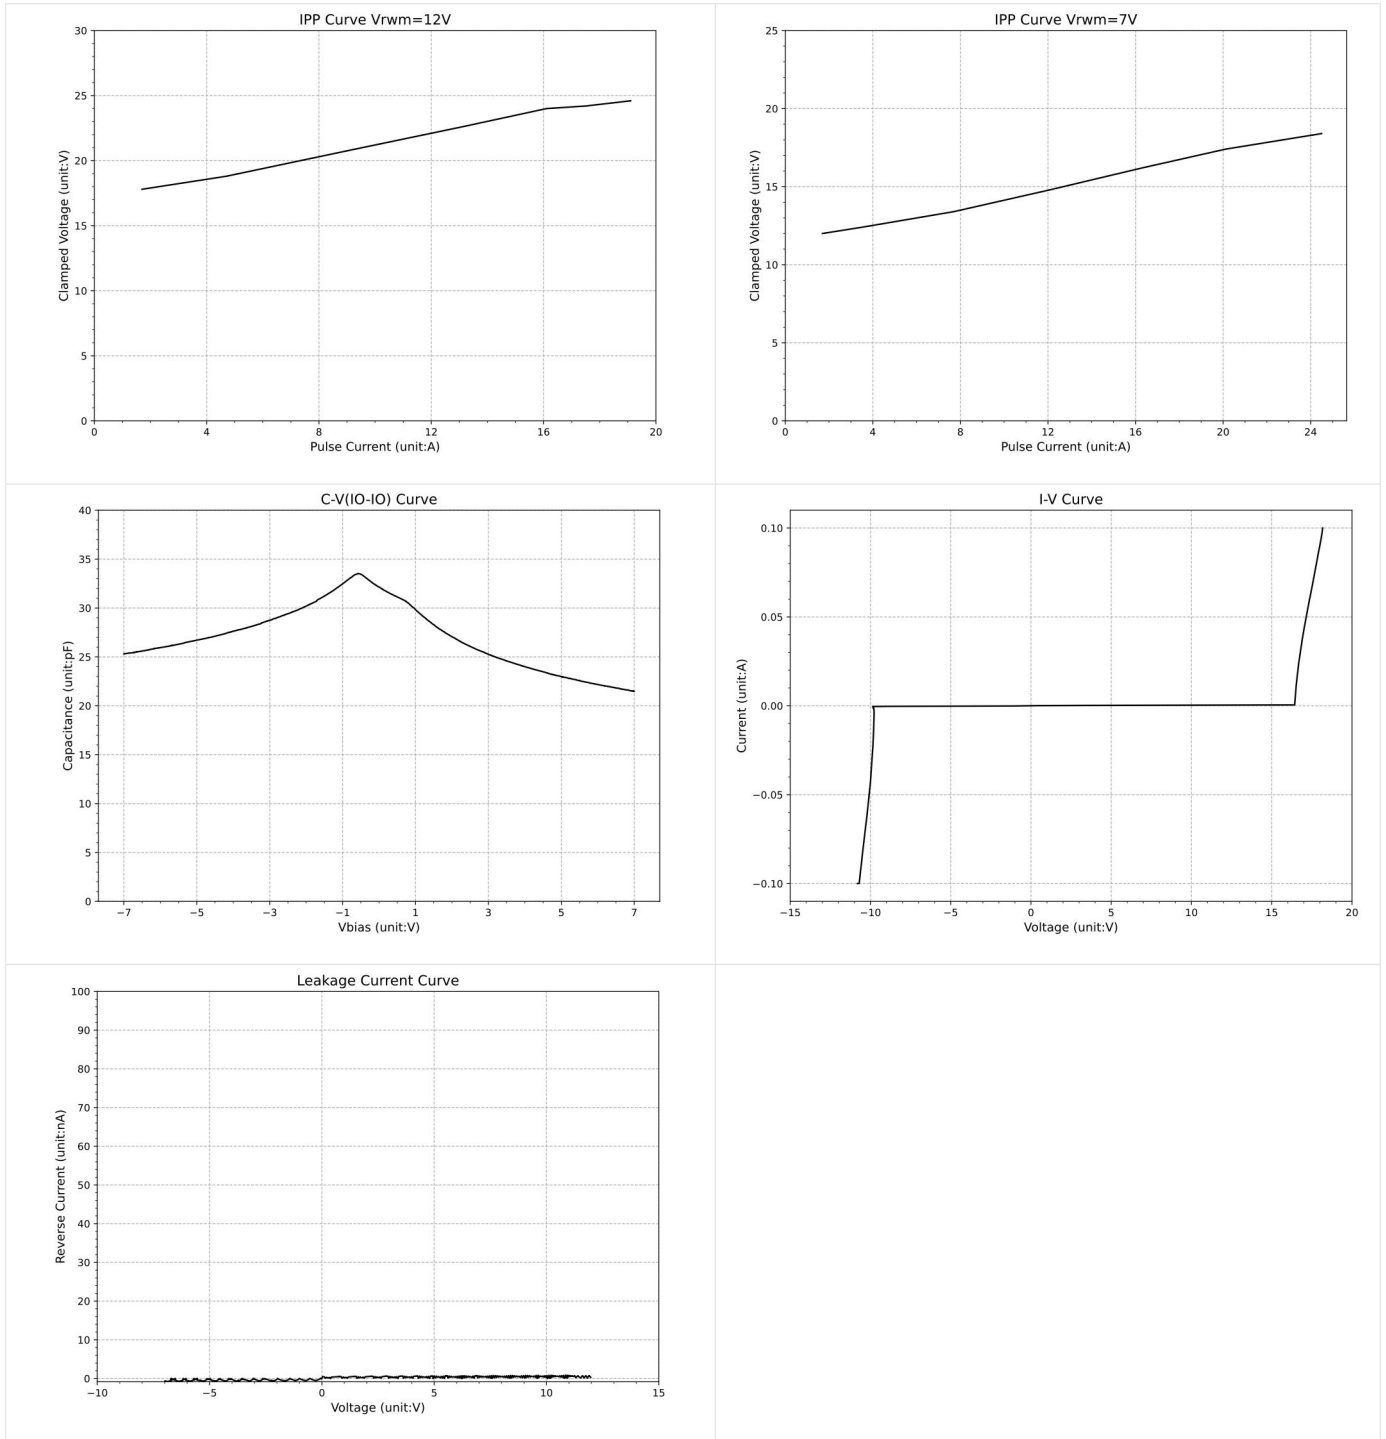 IPP Curve Vrwm=12V
30
25
20
15
10
5
0
Clamped Voltage (unit:V)
0 4 8 12 16 20
Pulse Current (unit:A)
IPP Curve Vrwm=7V
25
20
15
10
5
0
Clamped Voltage (unit:V)
0 4 8 12 16 20 24
Pulse Current (unit:A)
C-V(IO-IO) Curve
40
35
30
25
20
15
10
5
0
Capacitance (unit:pF)
−7 −5 −3 −1 1 3 5 7
Vbias (unit:V)
I-V Curve
0.10
0.05
0.00
−0.05
−0.10
Current (unit:A)
−15 −10 −5 0 5 10 15 20
Voltage (unit:V)
Leakage Current Curve
100
90
80
70
60
50
40
30
20
10
0
Reverse Current (unit:nA)
−10 −5 0 5 10 15
Voltage (unit:V)